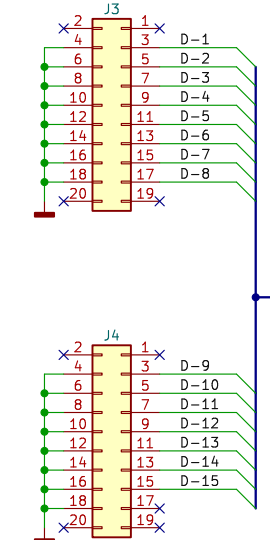 J3
2 1
4 3 D-1
6 5 D-2
8 7 D-3
10 9 D-4
12 11 D-5
14 13 D-6
16 15 D-7
18 17 D-8
20 19
J4
2 1
4 3 D-9
6 5 D-10
8 7 D-11
10 9 D-12
12 11 D-13
14 13 D-14
16 15 D-15
18 17
20 19